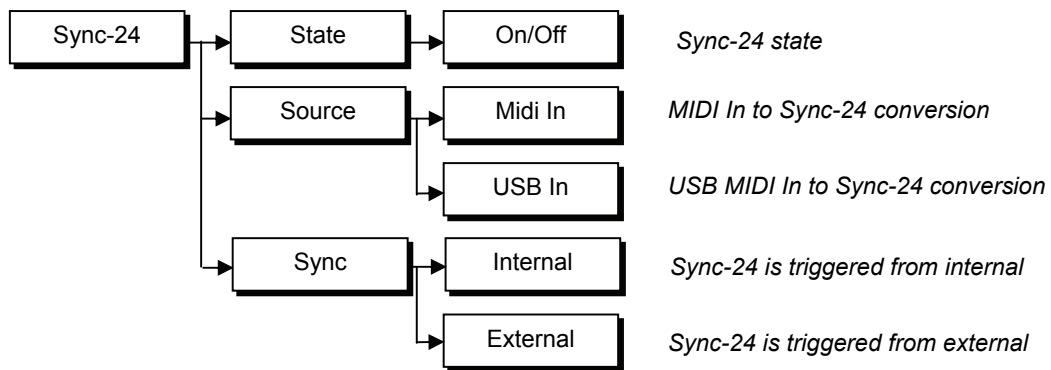 Sync-24 State On/Off Sync-24 state
Source Midi In MIDI In to Sync-24 conversion
USB In USB MIDI In to Sync-24 conversion
Sync Internal Sync-24 is triggered from internal
External Sync-24 is triggered from external